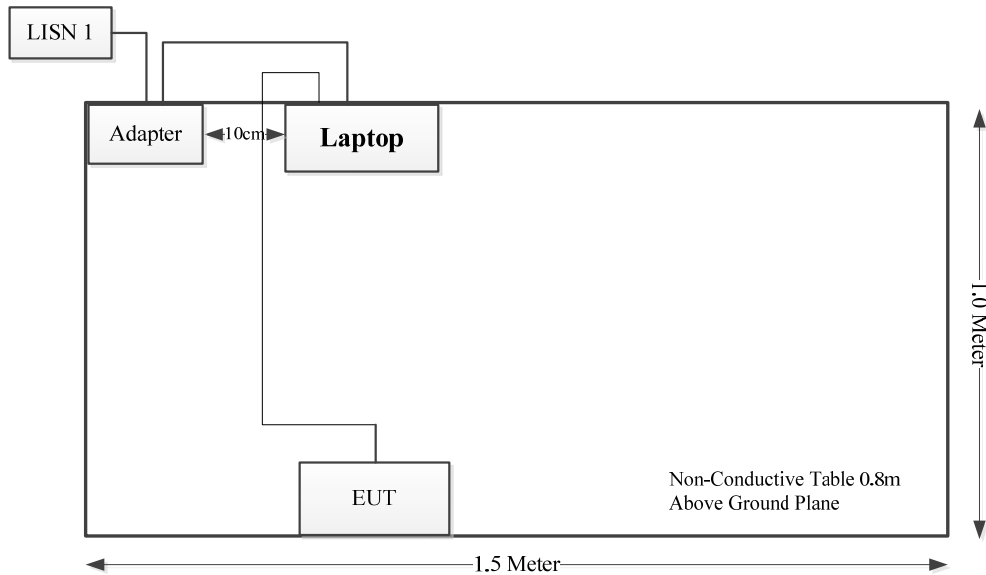 LISN 1
Adapter
10cm
Laptop
1.0 Meter
EUT
Non-Conductive Table 0.8m
Above Ground Plane
1.5 Meter